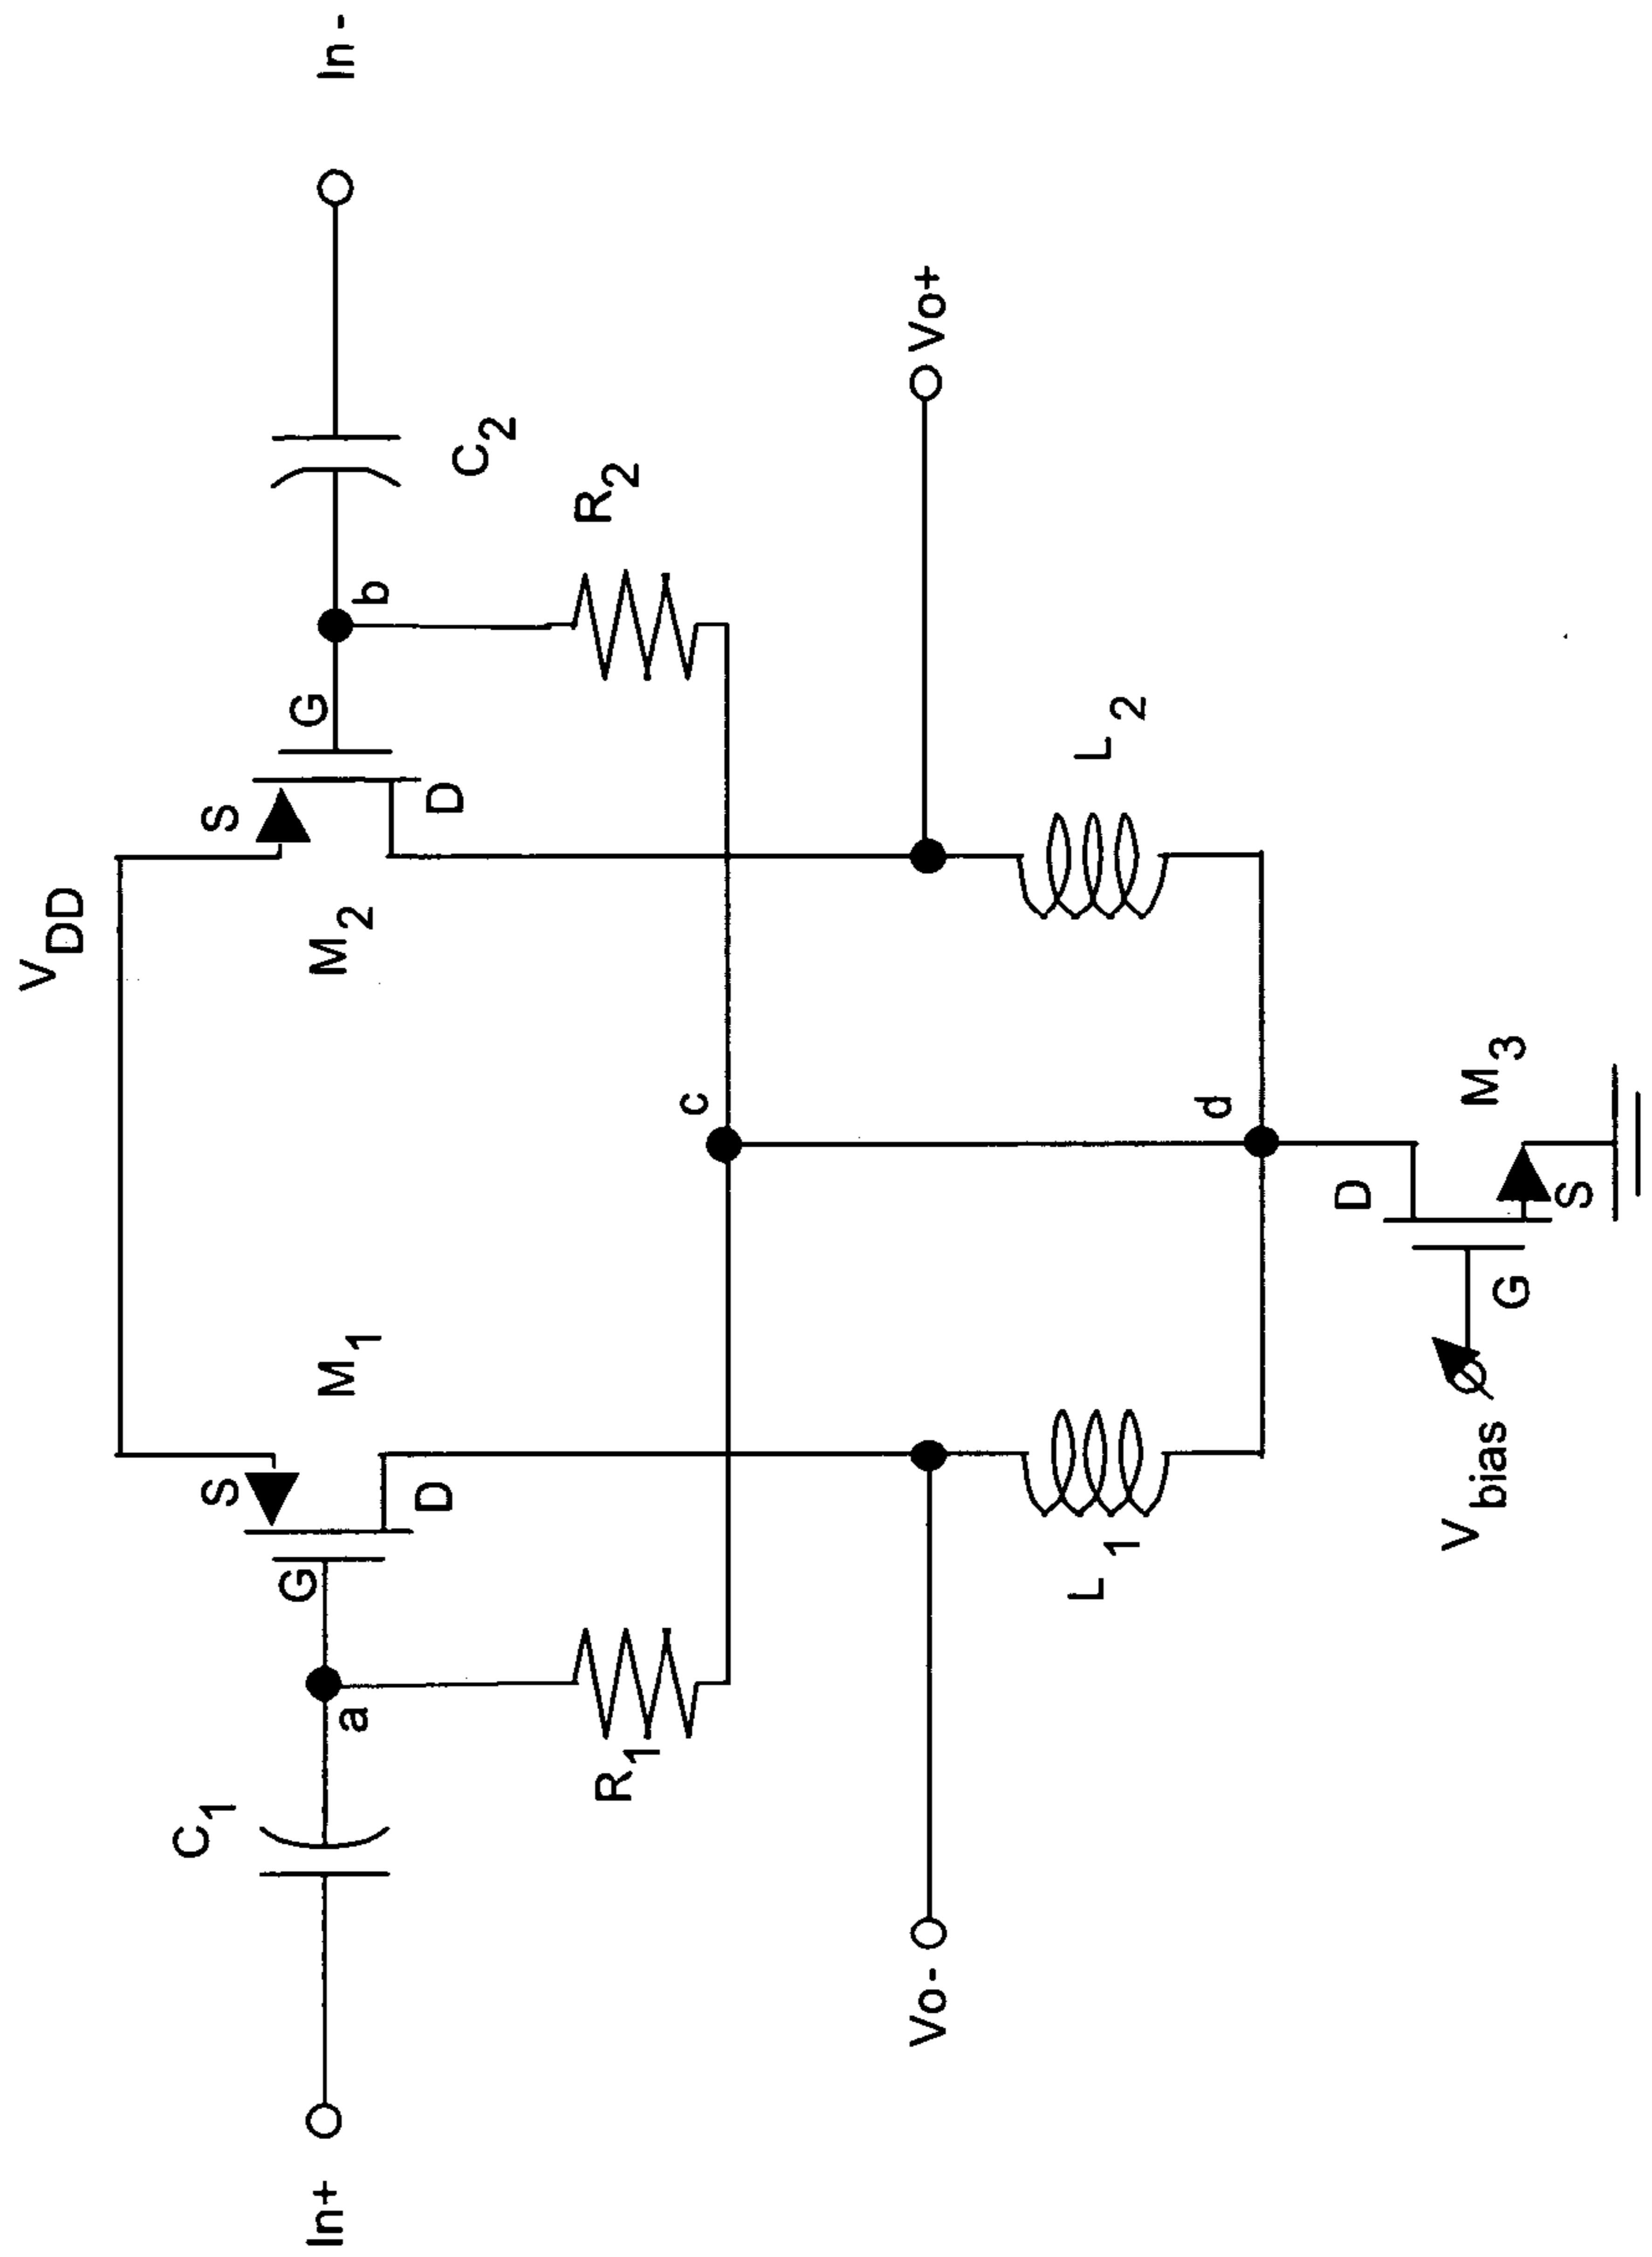 VDD
S
S
M1
M2
G
G
C1
In+
In -
a
b
D
D
C2
R1
R2
c
Vo -
Vo+
L1
L2
d
D
M3
Vbias
G
S